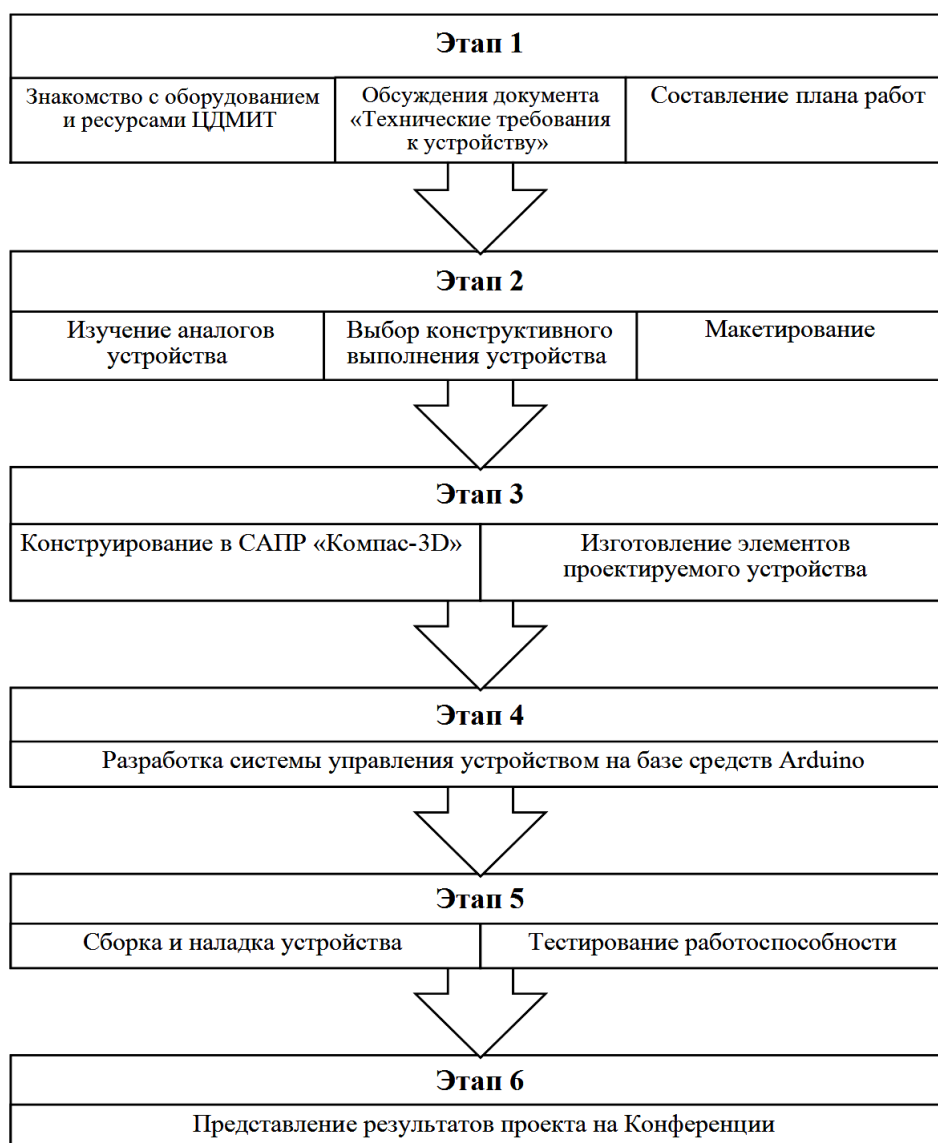 Этап 1
Знакомство с оборудованием
и ресурсами ЦДМИТ
Обсуждения документа
«Технические требования
к устройству»
Составление плана работ
Этап 2
Изучение аналогов
устройства
Выбор конструктивного
выполнения устройства
Макетирование
Этап 3
Конструирование в САПР «Компас-3D»
Изготовление элементов
проектируемого устройства
Этап 4
Разработка системы управления устройством на базе средств Arduino
Этап 5
Сборка и наладка устройства
Тестирование работоспособности
Этап 6
Представление результатов проекта на Конференции